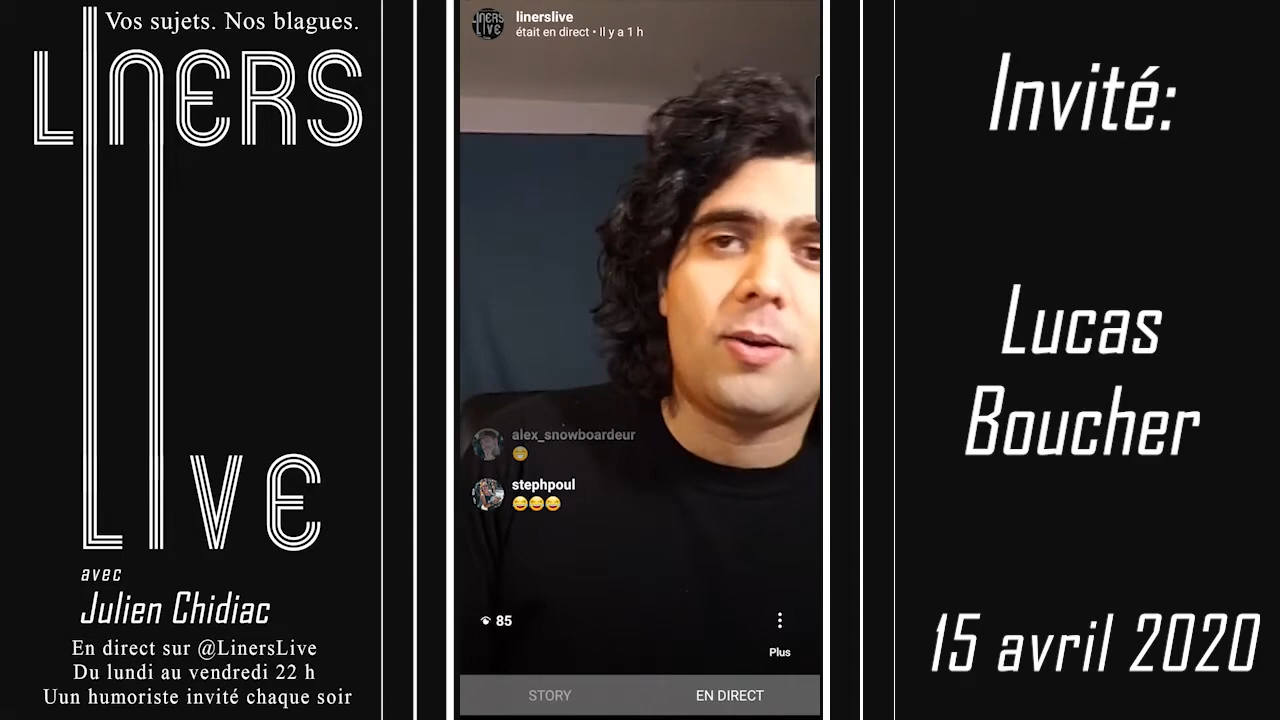 Vos sujets. Nos blagues.
LINERS
LIVE
avec
Julien Chidiac
En direct sur @LinersLive
Du lundi au vendredi 22 h
Uun humoriste invité chaque soir
LINERS
LIVE
linerslive
était en direct • Il y a 1 h
alex_snowboardeur
stephpoul
85
Plus
STORY
EN DIRECT
Invité:
Lucas
Boucher
15 avril 2020